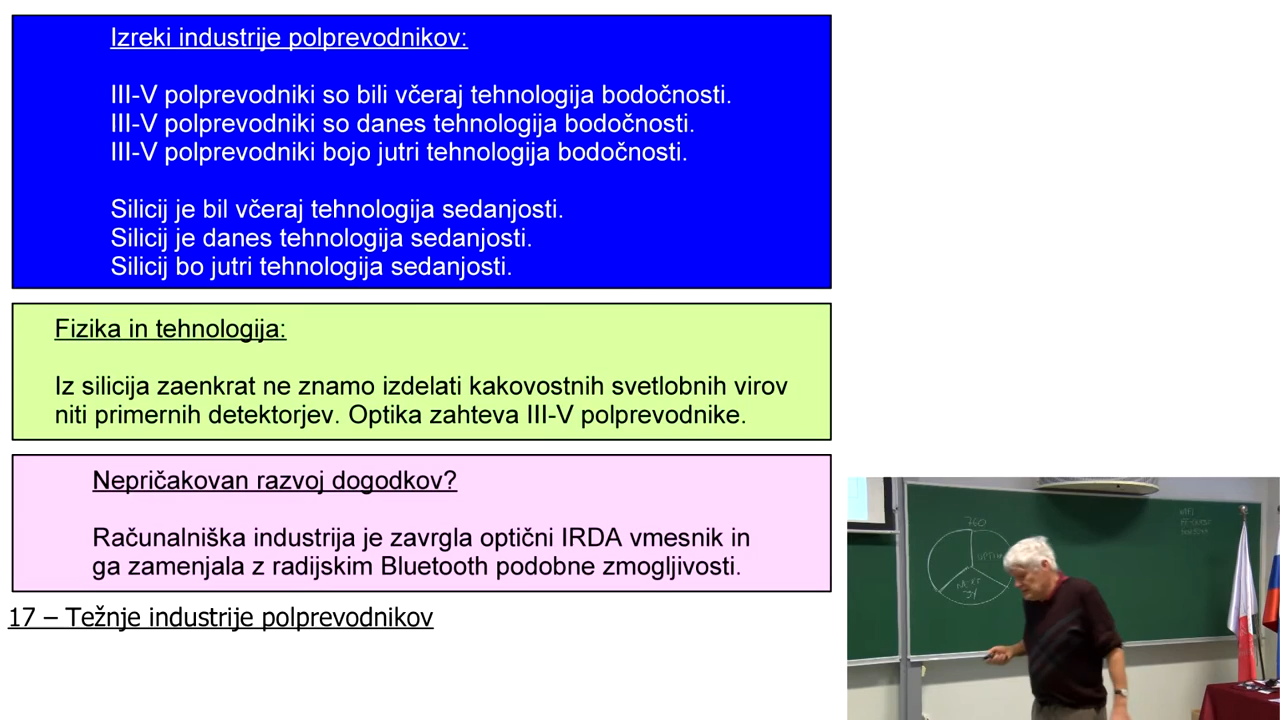 Izreki industrije polprevodnikov:
III-V polprevodniki so bili včeraj tehnologija bodočnosti.
III-V polprevodniki so danes tehnologija bodočnosti.
III-V polprevodniki bojo jutri tehnologija bodočnosti.
Silicij je bil včeraj tehnologija sedanjosti.
Silicij je danes tehnologija sedanjosti.
Silicij bo jutri tehnologija sedanjosti.
Fizika in tehnologija:
Iz silicija zaenkrat ne znamo izdelati kakovostnih svetlobnih virov
niti primernih detektorjev. Optika zahteva III-V polprevodnike.
Nepričakovan razvoj dogodkov?
Računalniška industrija je zavrgla optični IRDA vmesnik in
ga zamenjala z radijskim Bluetooth podobne zmogljivosti.
17 – Težnje industrije polprevodnikov